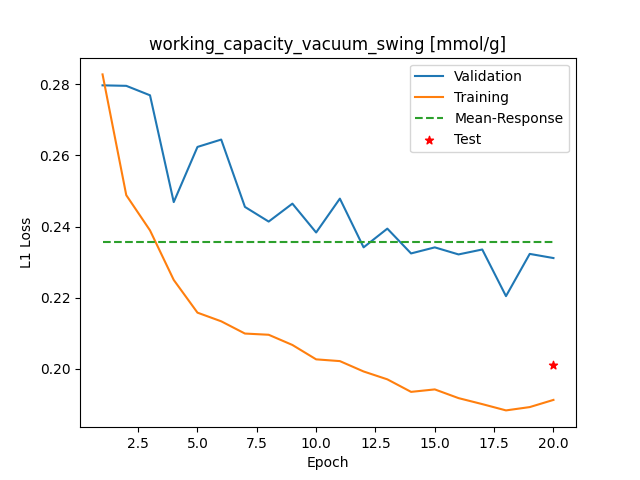 working_capacity_vacuum_swing [mmol/g]
Validation
Training
Mean-Response
Test
L1 Loss
0.28
0.26
0.24
0.22
0.20
2.5 5.0 7.5 10.0 12.5 15.0 17.5 20.0
Epoch